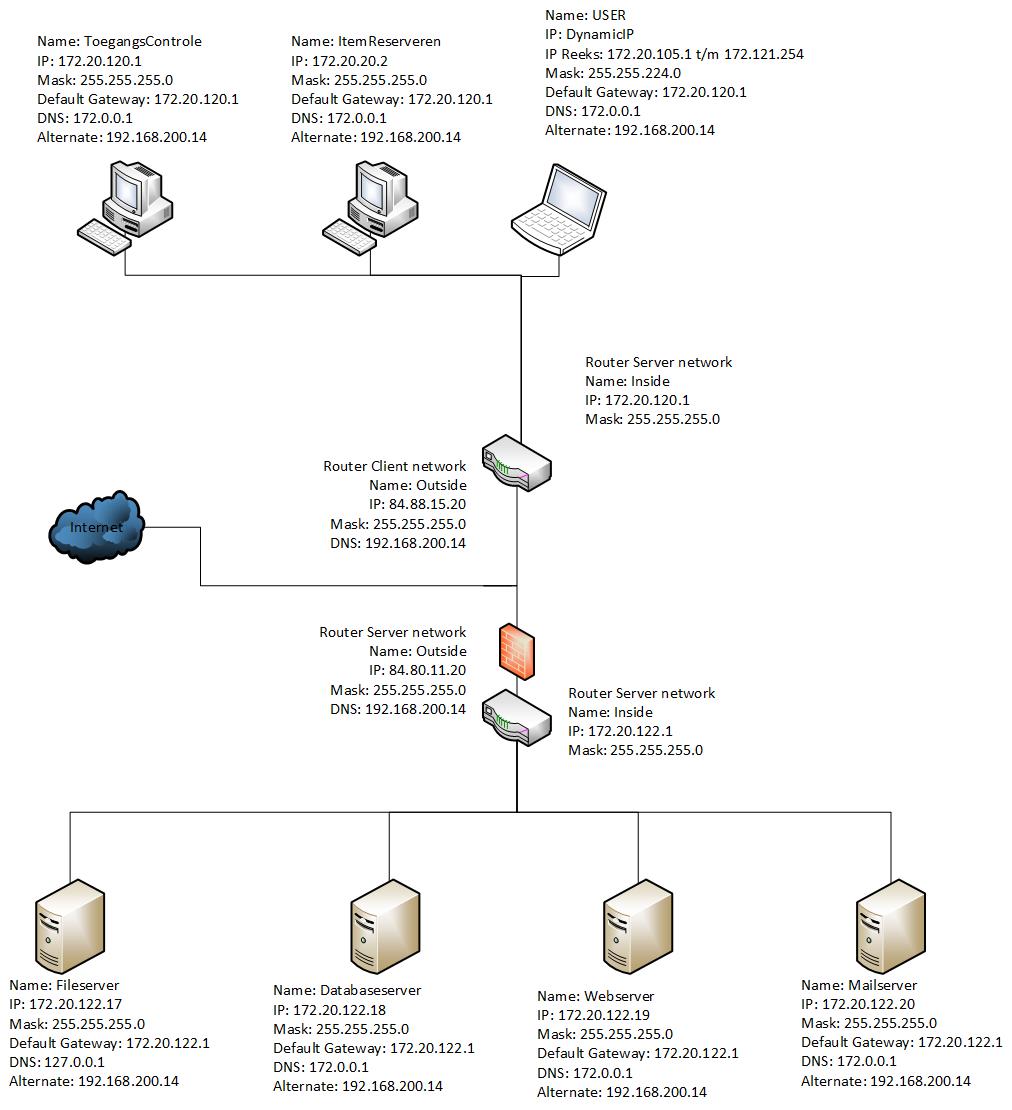 Name: ToegangsControle
IP: 172.20.120.1
Mask: 255.255.255.0
Default Gateway: 172.20.120.1
DNS: 172.0.0.1
Alternate: 192.168.200.14
Name: ItemReserveren
IP: 172.20.20.2
Mask: 255.255.255.0
Default Gateway: 172.20.120.1
DNS: 172.0.0.1
Alternate: 192.168.200.14
Name: USER
IP: DynamicIP
IP Reeks: 172.20.105.1 t/m 172.121.254
Mask: 255.255.224.0
Default Gateway: 172.20.120.1
DNS: 172.0.0.1
Alternate: 192.168.200.14
Router Server network
Name: Inside
IP: 172.20.120.1
Mask: 255.255.255.0
Router Client network
Name: Outside
IP: 84.88.15.20
Mask: 255.255.255.0
DNS: 192.168.200.14
Internet
Router Server network
Name: Outside
IP: 84.80.11.20
Mask: 255.255.255.0
DNS: 192.168.200.14
Router Server network
Name: Inside
IP: 172.20.122.1
Mask: 255.255.255.0
Name: Fileserver
IP: 172.20.122.17
Mask: 255.255.255.0
Default Gateway: 172.20.122.1
DNS: 127.0.0.1
Alternate: 192.168.200.14
Name: Databaseserver
IP: 172.20.122.18
Mask: 255.255.255.0
Default Gateway: 172.20.122.1
DNS: 172.0.0.1
Alternate: 192.168.200.14
Name: Webserver
IP: 172.20.122.19
Mask: 255.255.255.0
Default Gateway: 172.20.122.1
DNS: 172.0.0.1
Alternate: 192.168.200.14
Name: Mailserver
IP: 172.20.122.20
Mask: 255.255.255.0
Default Gateway: 172.20.122.1
DNS: 172.0.0.1
Alternate: 192.168.200.14